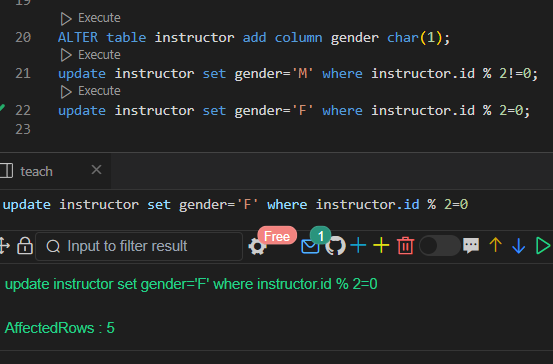 Execute
20 ALTER table instructor add column gender char(1);
Execute
21 update instructor set gender='M' where instructor.id % 2!=0;
Execute
22 update instructor set gender='F' where instructor.id % 2=0;
23
teach
update instructor set gender='F' where instructor.id % 2=0
Input to filter result
Free
1
update instructor set gender='F' where instructor.id % 2=0
AffectedRows : 5